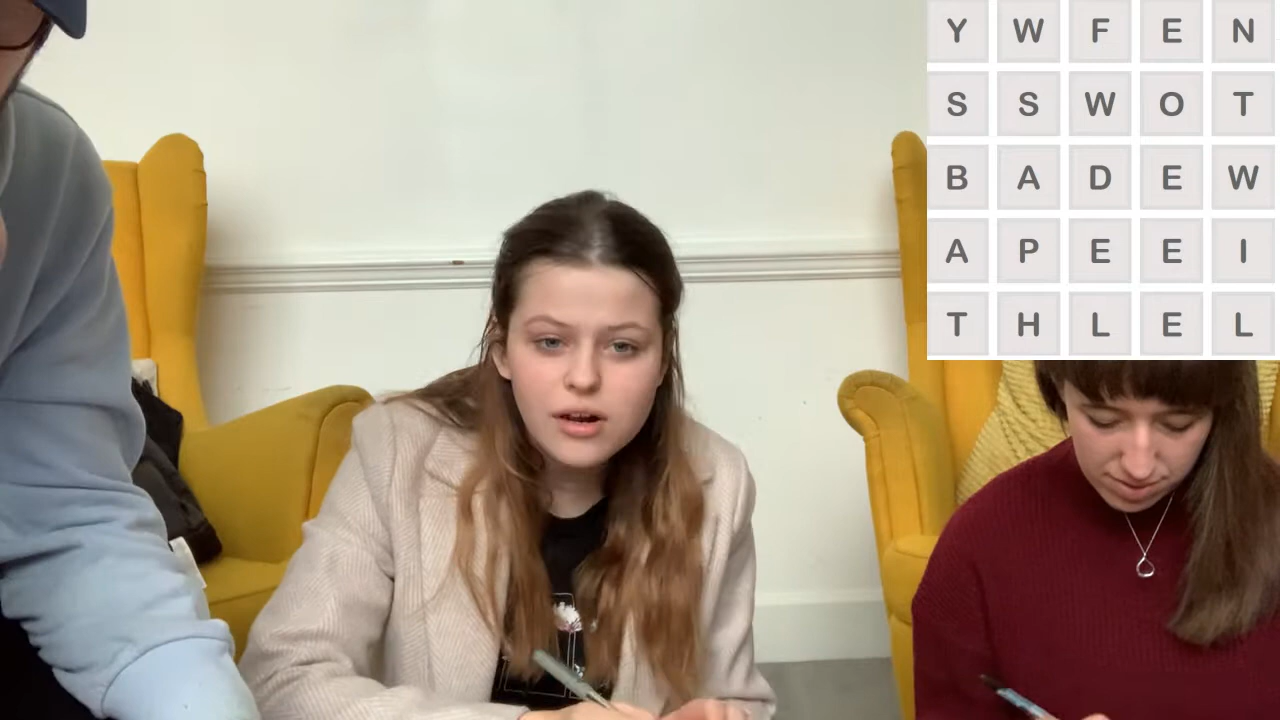 Y W F E N
S S W O T
B A D E W
A P E E I
T H L E L